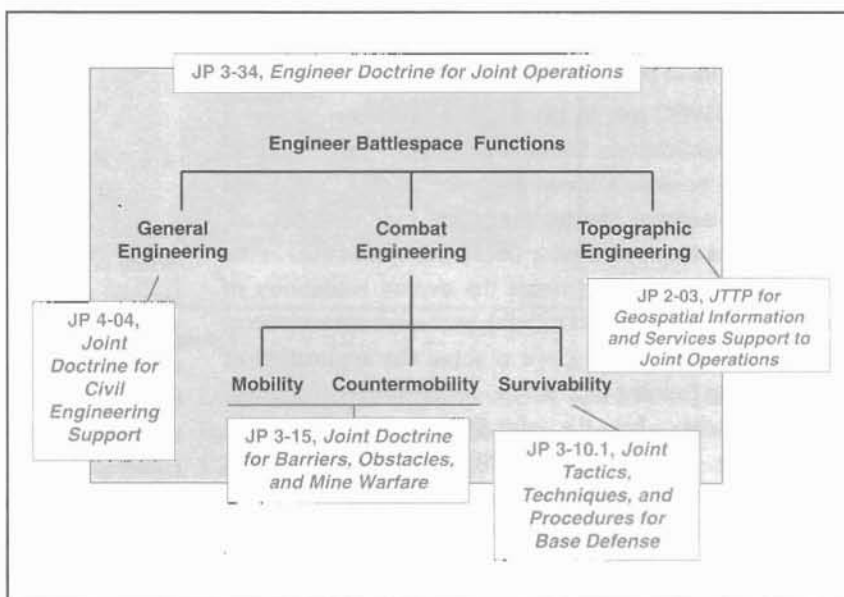 JP 3-34, Engineer Doctrine for Joint Operations
Engineer Battlespace Functions
General
Engineering
Combat
Engineering
Topographic
Engineering
JP 4-04,
Joint
Doctrine for
Civil
Engineering
Support
JP 2-03, JTTP for
Geospatial Information
and Services Support to
Joint Operations
Mobility
Countermobility
Survivability
JP 3-15, Joint Doctrine
for Barriers, Obstacles,
and Mine Warfare
JP 3-10.1, Joint
Tactics,
Techniques, and
Procedures for
Base Defense